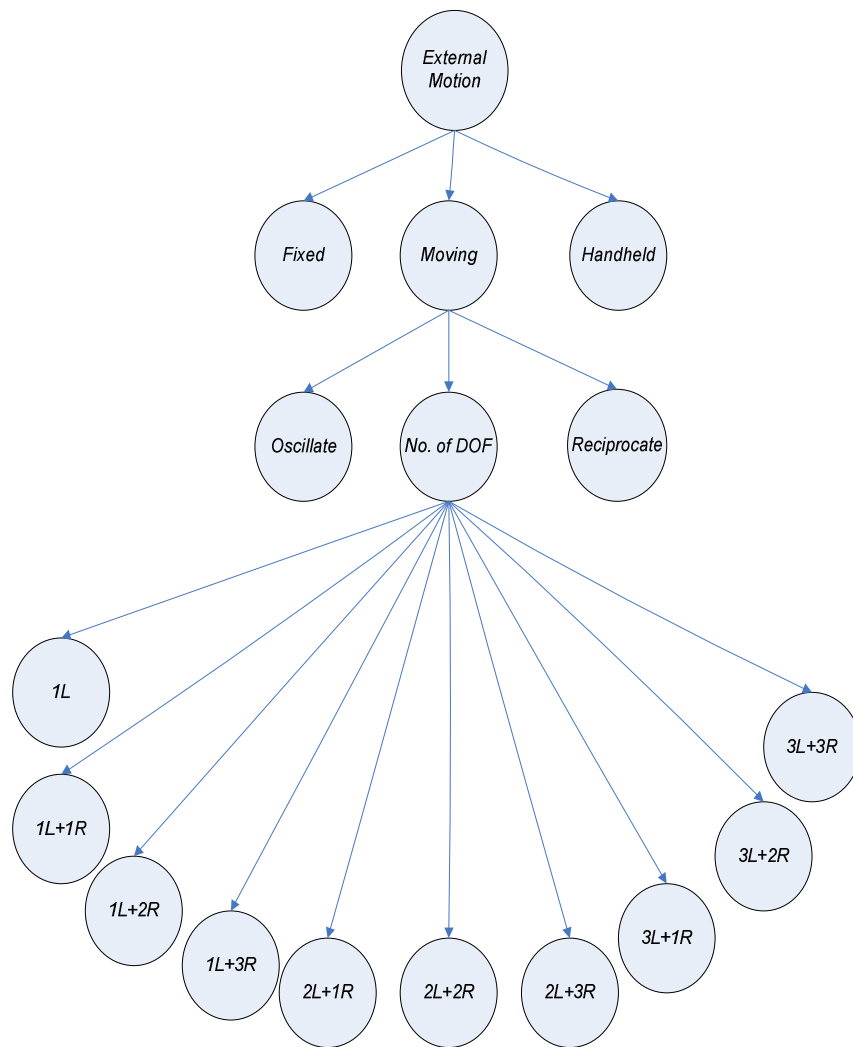 External
Motion
Fixed
Moving
Handheld
Oscillate
No. of DOF
Reciprocate
1L
1L+1R
1L+2R
1L+3R
2L+1R
2L+2R
2L+3R
3L+1R
3L+2R
3L+3R